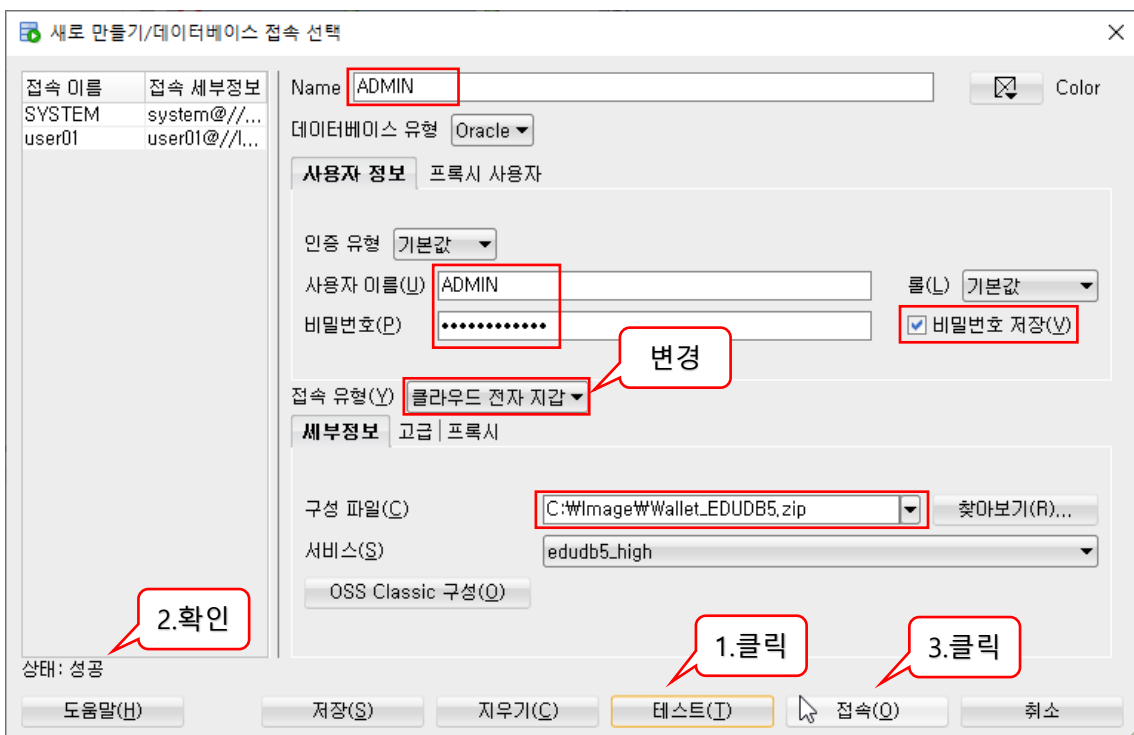 새로 만들기/데이터베이스 접속 선택
접속 이름 접속 세부정보
SYSTEM system@//...
user01 user01@//l...
Name ADMIN Color
데이터베이스 유형 Oracle
사용자 정보 프록시 사용자
인증 유형 기본값
사용자 이름(U) ADMIN 롤(L) 기본값
비밀번호(P) •••••••••••• 비밀번호 저장(V)
변경
접속 유형(Y) 클라우드 전자 지갑
세부정보 고급 프록시
구성 파일(C) C:₩Image₩Wallet_EDUDB5.zip 찾아보기(R)...
서비스(S) edudb5_high
OSS Classic 구성(O)
2.확인
1.클릭
3.클릭
상태: 성공
도움말(H) 저장(S) 지우기(C) 테스트(T) 접속(O) 취소